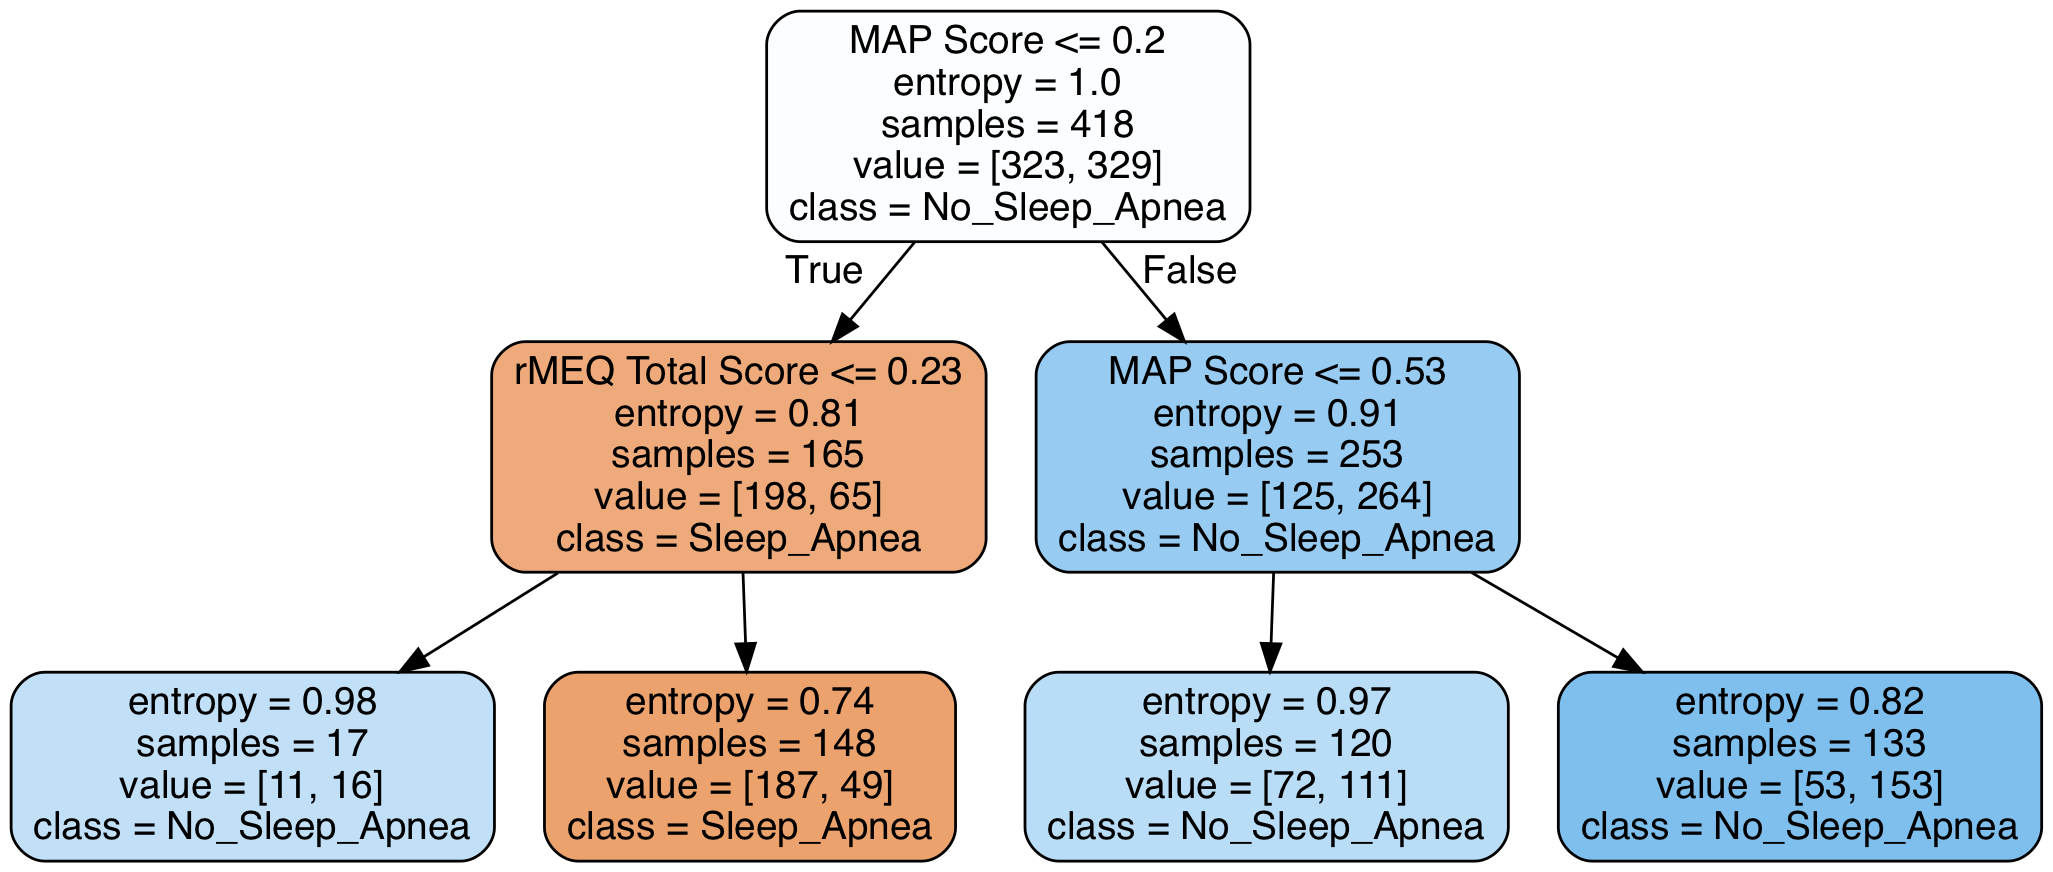 MAP Score <= 0.2
entropy = 1.0
samples = 418
value = [323, 329]
class = No_Sleep_Apnea
True
False
rMEQ Total Score <= 0.23
entropy = 0.81
samples = 165
value = [198, 65]
class = Sleep_Apnea
MAP Score <= 0.53
entropy = 0.91
samples = 253
value = [125, 264]
class = No_Sleep_Apnea
entropy = 0.98
samples = 17
value = [11, 16]
class = No_Sleep_Apnea
entropy = 0.74
samples = 148
value = [187, 49]
class = Sleep_Apnea
entropy = 0.97
samples = 120
value = [72, 111]
class = No_Sleep_Apnea
entropy = 0.82
samples = 133
value = [53, 153]
class = No_Sleep_Apnea